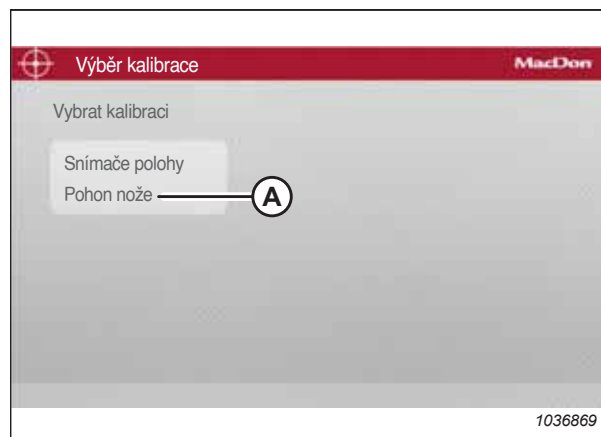 Výběr kalibrace MacDon
Vybrat kalibraci
Snímače polohy
Pohon nože
A
1036869